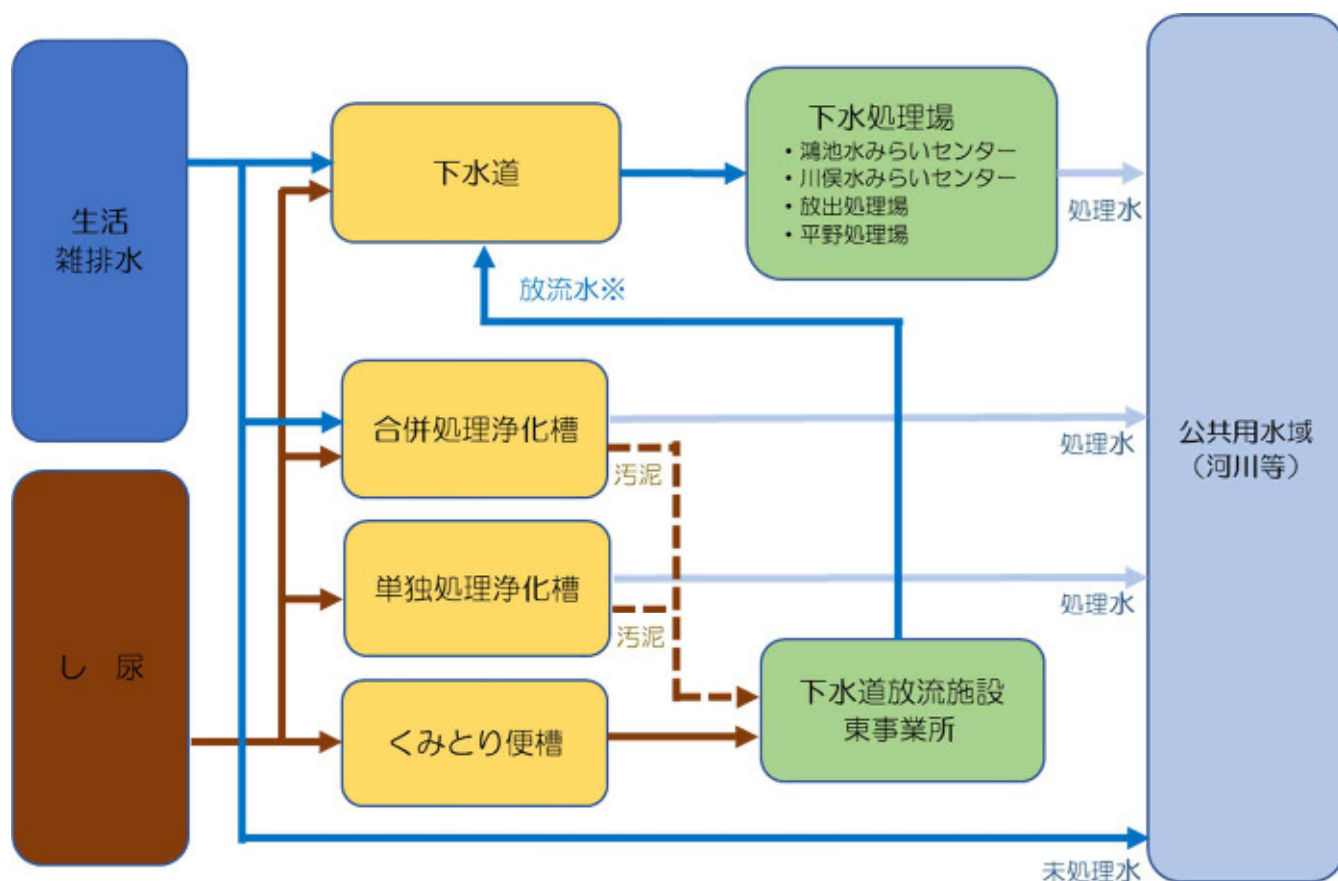 生活
雑排水
し 尿
下水道
下水処理場
・鴻池水みらいセンター
・川俣水みらいセンター
・放出処理場
・平野処理場
処理水
放流水※
合併処理浄化槽
汚泥
処理水
単独処理浄化槽
汚泥
処理水
くみとり便槽
下水道放流施設
東事業所
未処理水
公共用水域
（河川等）